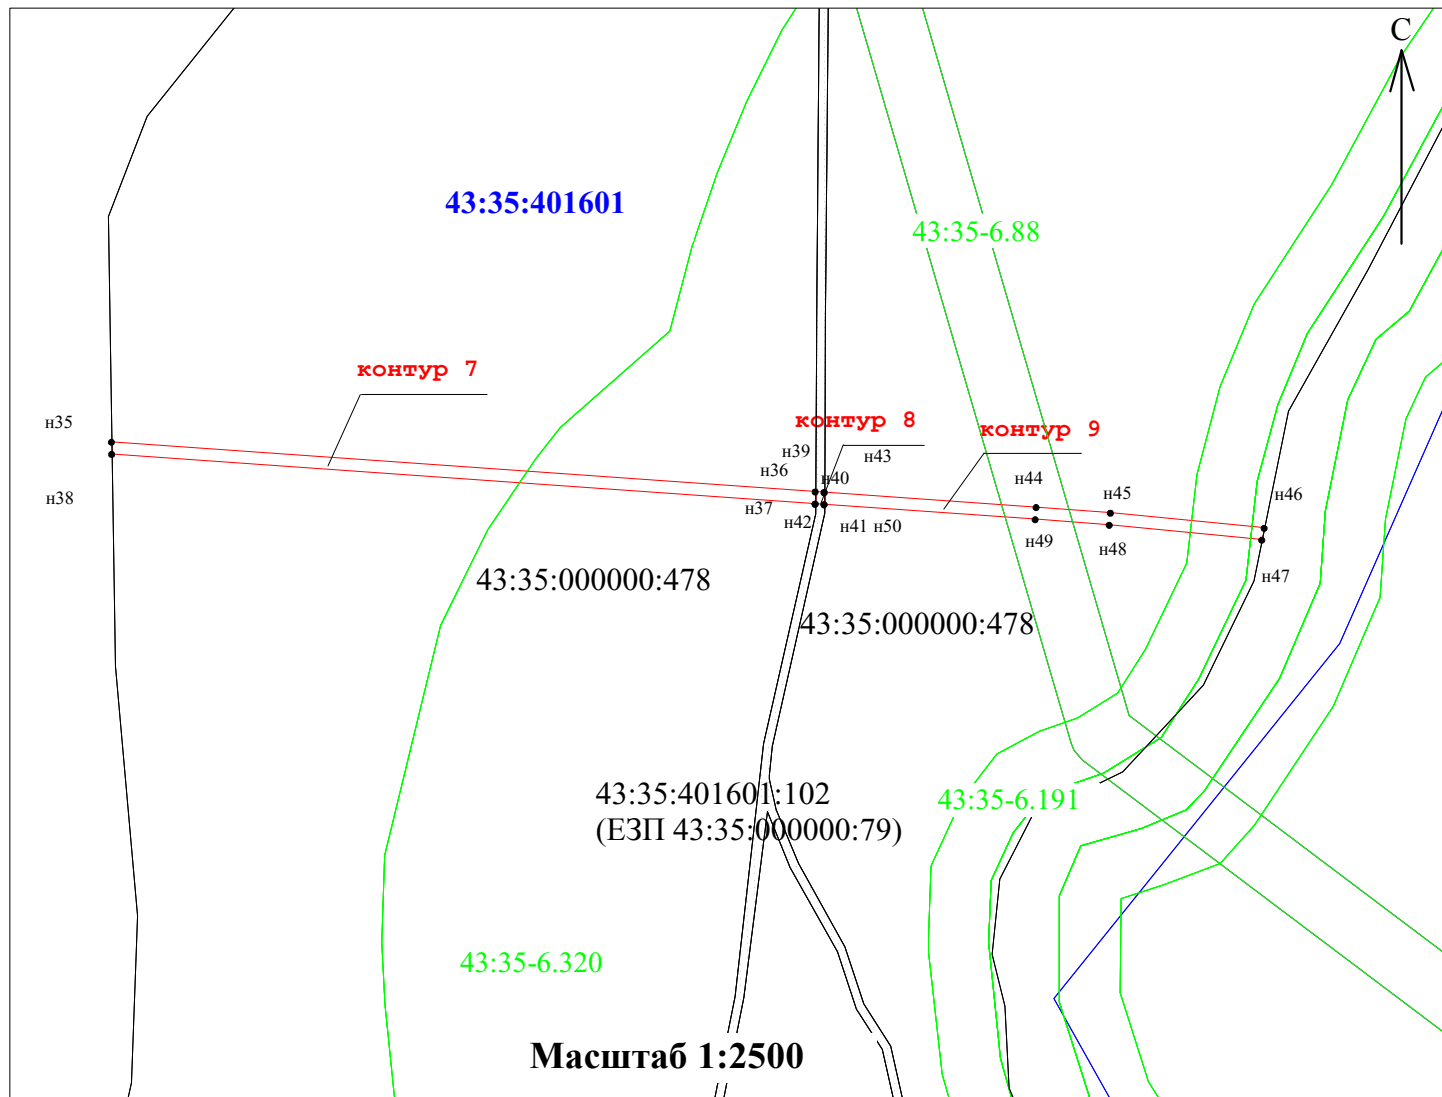 С
43:35:401601
43:35-6.88
контур 7
контур 8
контур 9
н35
н39
н43
н36
н40
н44
н45
н46
н38
н37
н42
н41
н50
н49
н48
н47
43:35:000000:478
43:35:000000:478
43:35:401601:102
(ЕЗП 43:35:000000:79)
43:35-6.191
43:35-6.320
Масштаб 1:2500